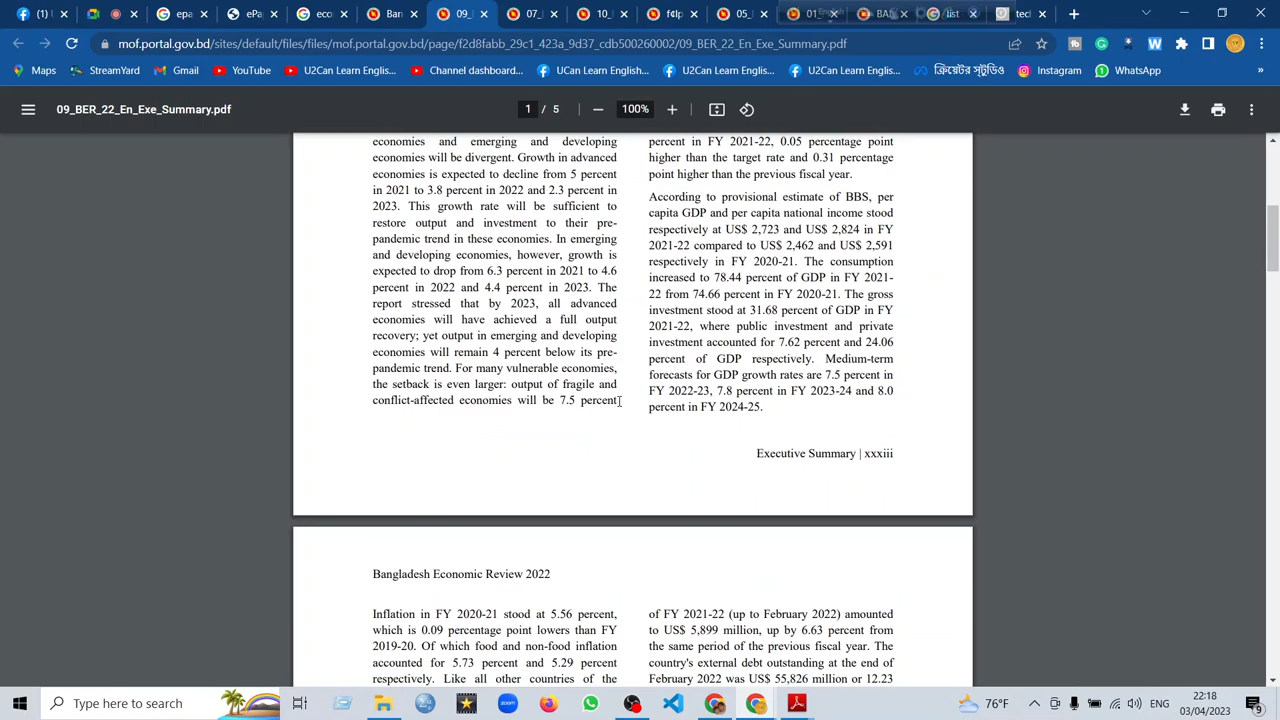 (1)
epa
ePa
eco
Ban
09_
07_
10_
05_
01
English
list
tecl
mof.portal.gov.bd/sites/default/files/files/mof.portal.gov.bd/page/f2d8fabb_29c1_423a_9d37_cdb500260002/09_BER_22_En_Exe_Summary.pdf
Maps
StreamYard
Gmail
YouTube
U2Can Learn Englis...
Channel dashboard...
UCan Learn English...
U2Can Learn Englis...
U2Can Learn Englis...
ক্রিয়েটর স্টুডিও
Instagram
WhatsApp
»
09_BER_22_En_Exe_Summary.pdf
1 / 5
100%
economies and emerging and developing
economies will be divergent. Growth in advanced
economies is expected to decline from 5 percent
in 2021 to 3.8 percent in 2022 and 2.3 percent in
2023. This growth rate will be sufficient to
restore output and investment to their pre-
pandemic trend in these economies. In emerging
and developing economies, however, growth is
expected to drop from 6.3 percent in 2021 to 4.6
percent in 2022 and 4.4 percent in 2023. The
report stressed that by 2023, all advanced
economies will have achieved a full output
recovery; yet output in emerging and developing
economies will remain 4 percent below its pre-
pandemic trend. For many vulnerable economies,
the setback is even larger: output of fragile and
conflict-affected economies will be 7.5 percent
percent in FY 2021-22, 0.05 percentage point
higher than the target rate and 0.31 percentage
point higher than the previous fiscal year.
According to provisional estimate of BBS, per
capita GDP and per capita national income stood
respectively at US$ 2,723 and US$ 2,824 in FY
2021-22 compared to US$ 2,462 and US$ 2,591
respectively in FY 2020-21. The consumption
increased to 78.44 percent of GDP in FY 2021-
22 from 74.66 percent in FY 2020-21. The gross
investment stood at 31.68 percent of GDP in FY
2021-22, where public investment and private
investment accounted for 7.62 percent and 24.06
percent of GDP respectively. Medium-term
forecasts for GDP growth rates are 7.5 percent in
FY 2022-23, 7.8 percent in FY 2023-24 and 8.0
percent in FY 2024-25.
Executive Summary | xxxiii
Bangladesh Economic Review 2022
Inflation in FY 2020-21 stood at 5.56 percent,
which is 0.09 percentage point lowers than FY
2019-20. Of which food and non-food inflation
accounted for 5.73 percent and 5.29 percent
respectively. Like all other countries of the
of FY 2021-22 (up to February 2022) amounted
to US$ 5,899 million, up by 6.63 percent from
the same period of the previous fiscal year. The
country's external debt outstanding at the end of
February 2022 was US$ 55,826 million or 12.23
Type here to search
76°F
ENG
22:18
03/04/2023
9